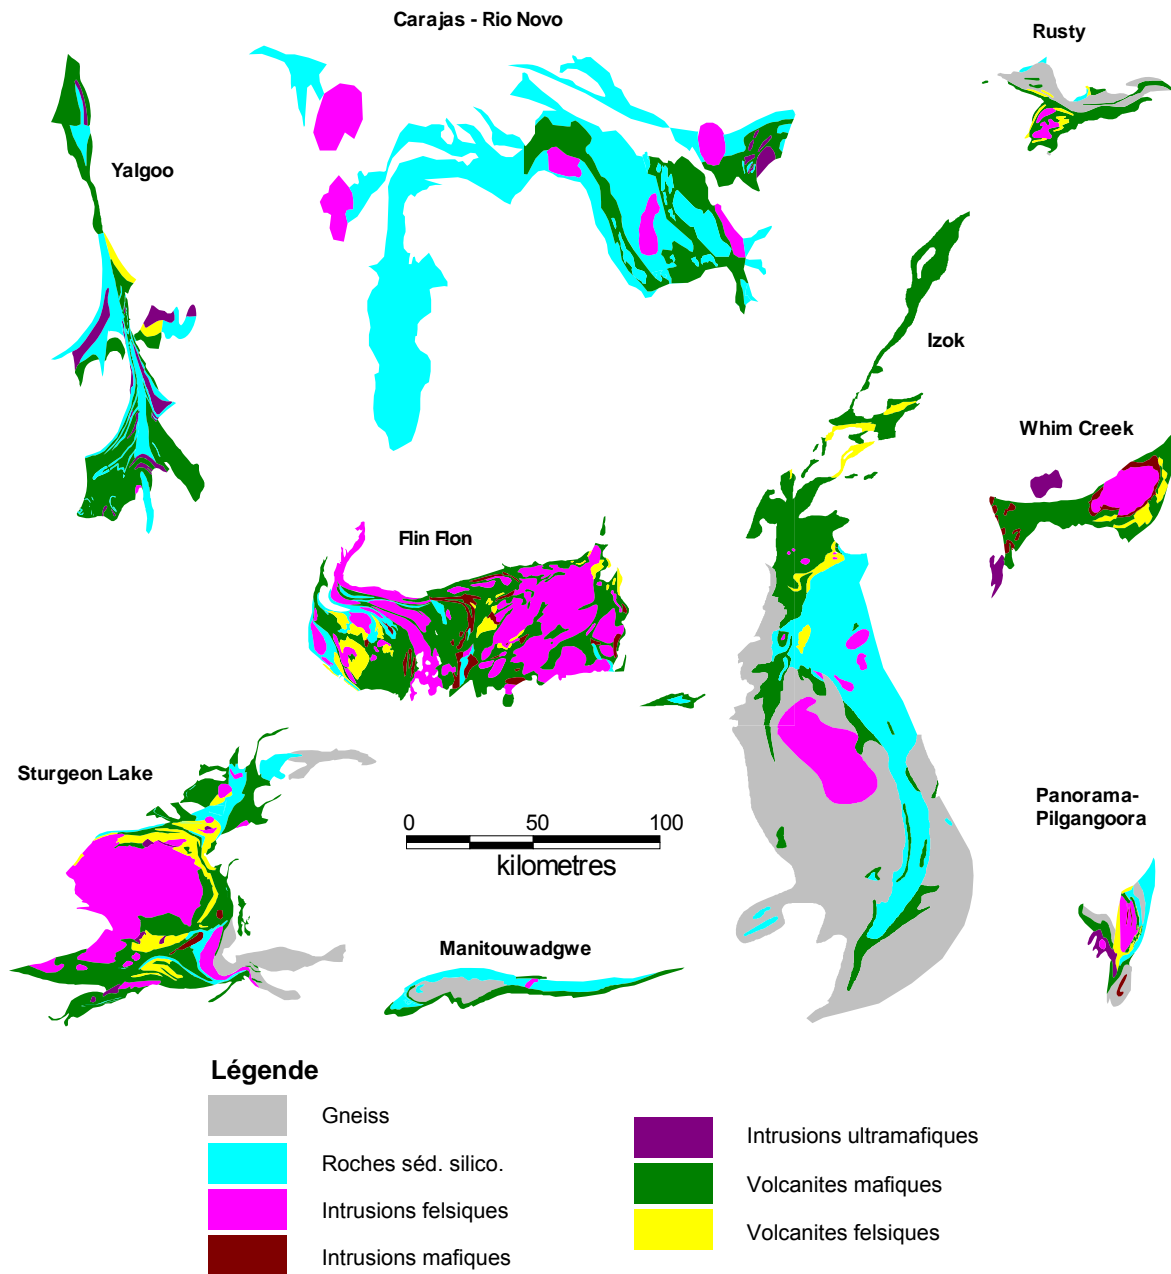 Carajas - Rio Novo
Rusty
Yalgoo
Izok
Whim Creek
Flin Flon
Sturgeon Lake
Panorama-
Pilgangoora
0 50 100
kilometres
Manitouwadgwe
Légende
Gneiss
Roches séd. silico.
Intrusions felsiques
Intrusions mafiques
Intrusions ultramafiques
Volcanites mafiques
Volcanites felsiques